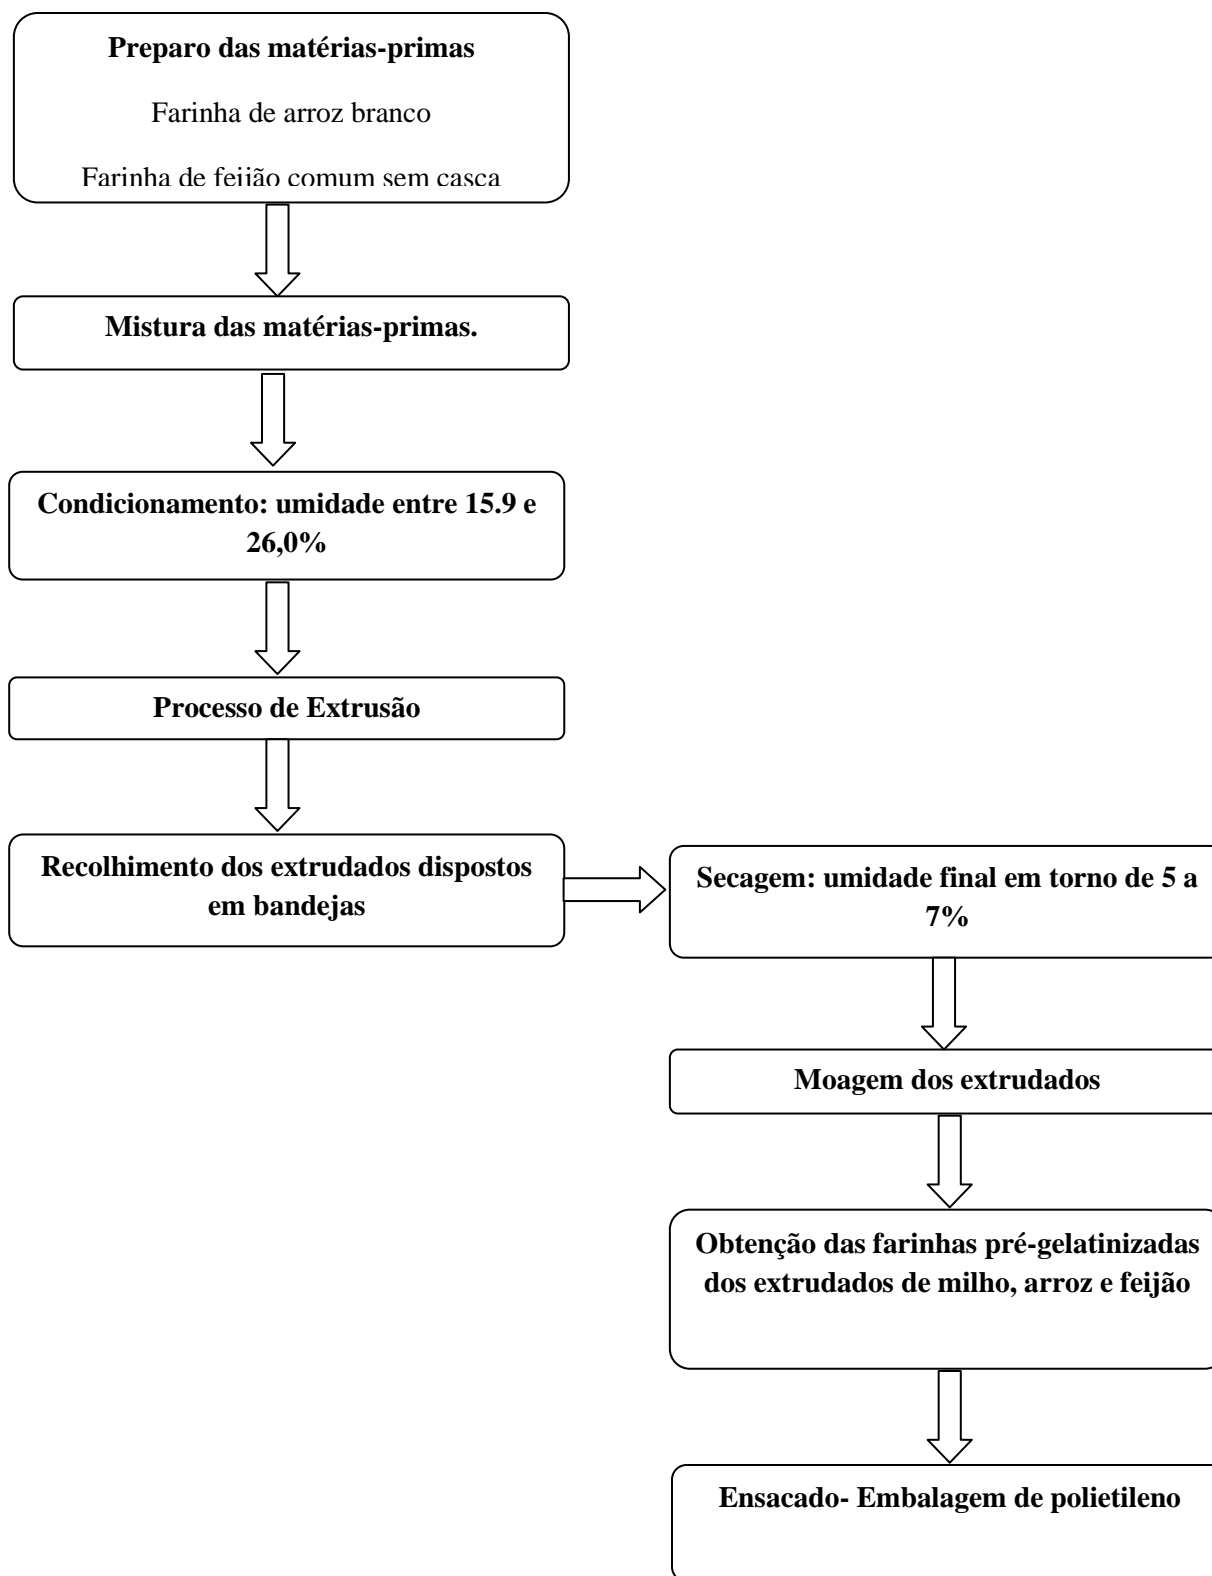 Preparo das matérias-primas
Farinha de arroz branco
Farinha de feijão comum sem casca
Mistura das matérias-primas.
Condicionamento: umidade entre 15.9 e
26,0%
Processo de Extrusão
Recolhimento dos extrudados dispostos
em bandejas
Secagem: umidade final em torno de 5 a
7%
Moagem dos extrudados
Obtenção das farinhas pré-gelatinizadas
dos extrudados de milho, arroz e feijão
Ensacado- Embalagem de polietileno